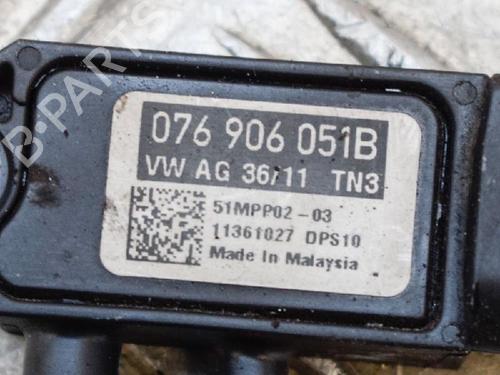 B-PARTS
076 906 051B
VW AG 36/11 TN3
51MPP02-03
11361027 DPS10
Made In Malaysia